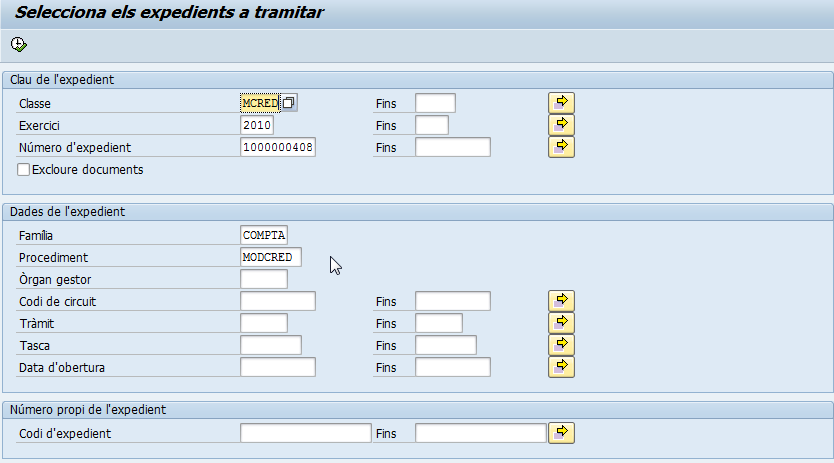 Selecciona els expedients a tramitar
Clau de l'expedient
Classe MCRED Fins
Exercici 2010 Fins
Número d'expedient 1000000408 Fins
Excloure documents
Dades de l'expedient
Família COMPTA
Procediment MODCRED
Òrgan gestor
Codi de circuit Fins
Tràmit Fins
Tasca Fins
Data d'obertura Fins
Número propi de l'expedient
Codi d'expedient Fins